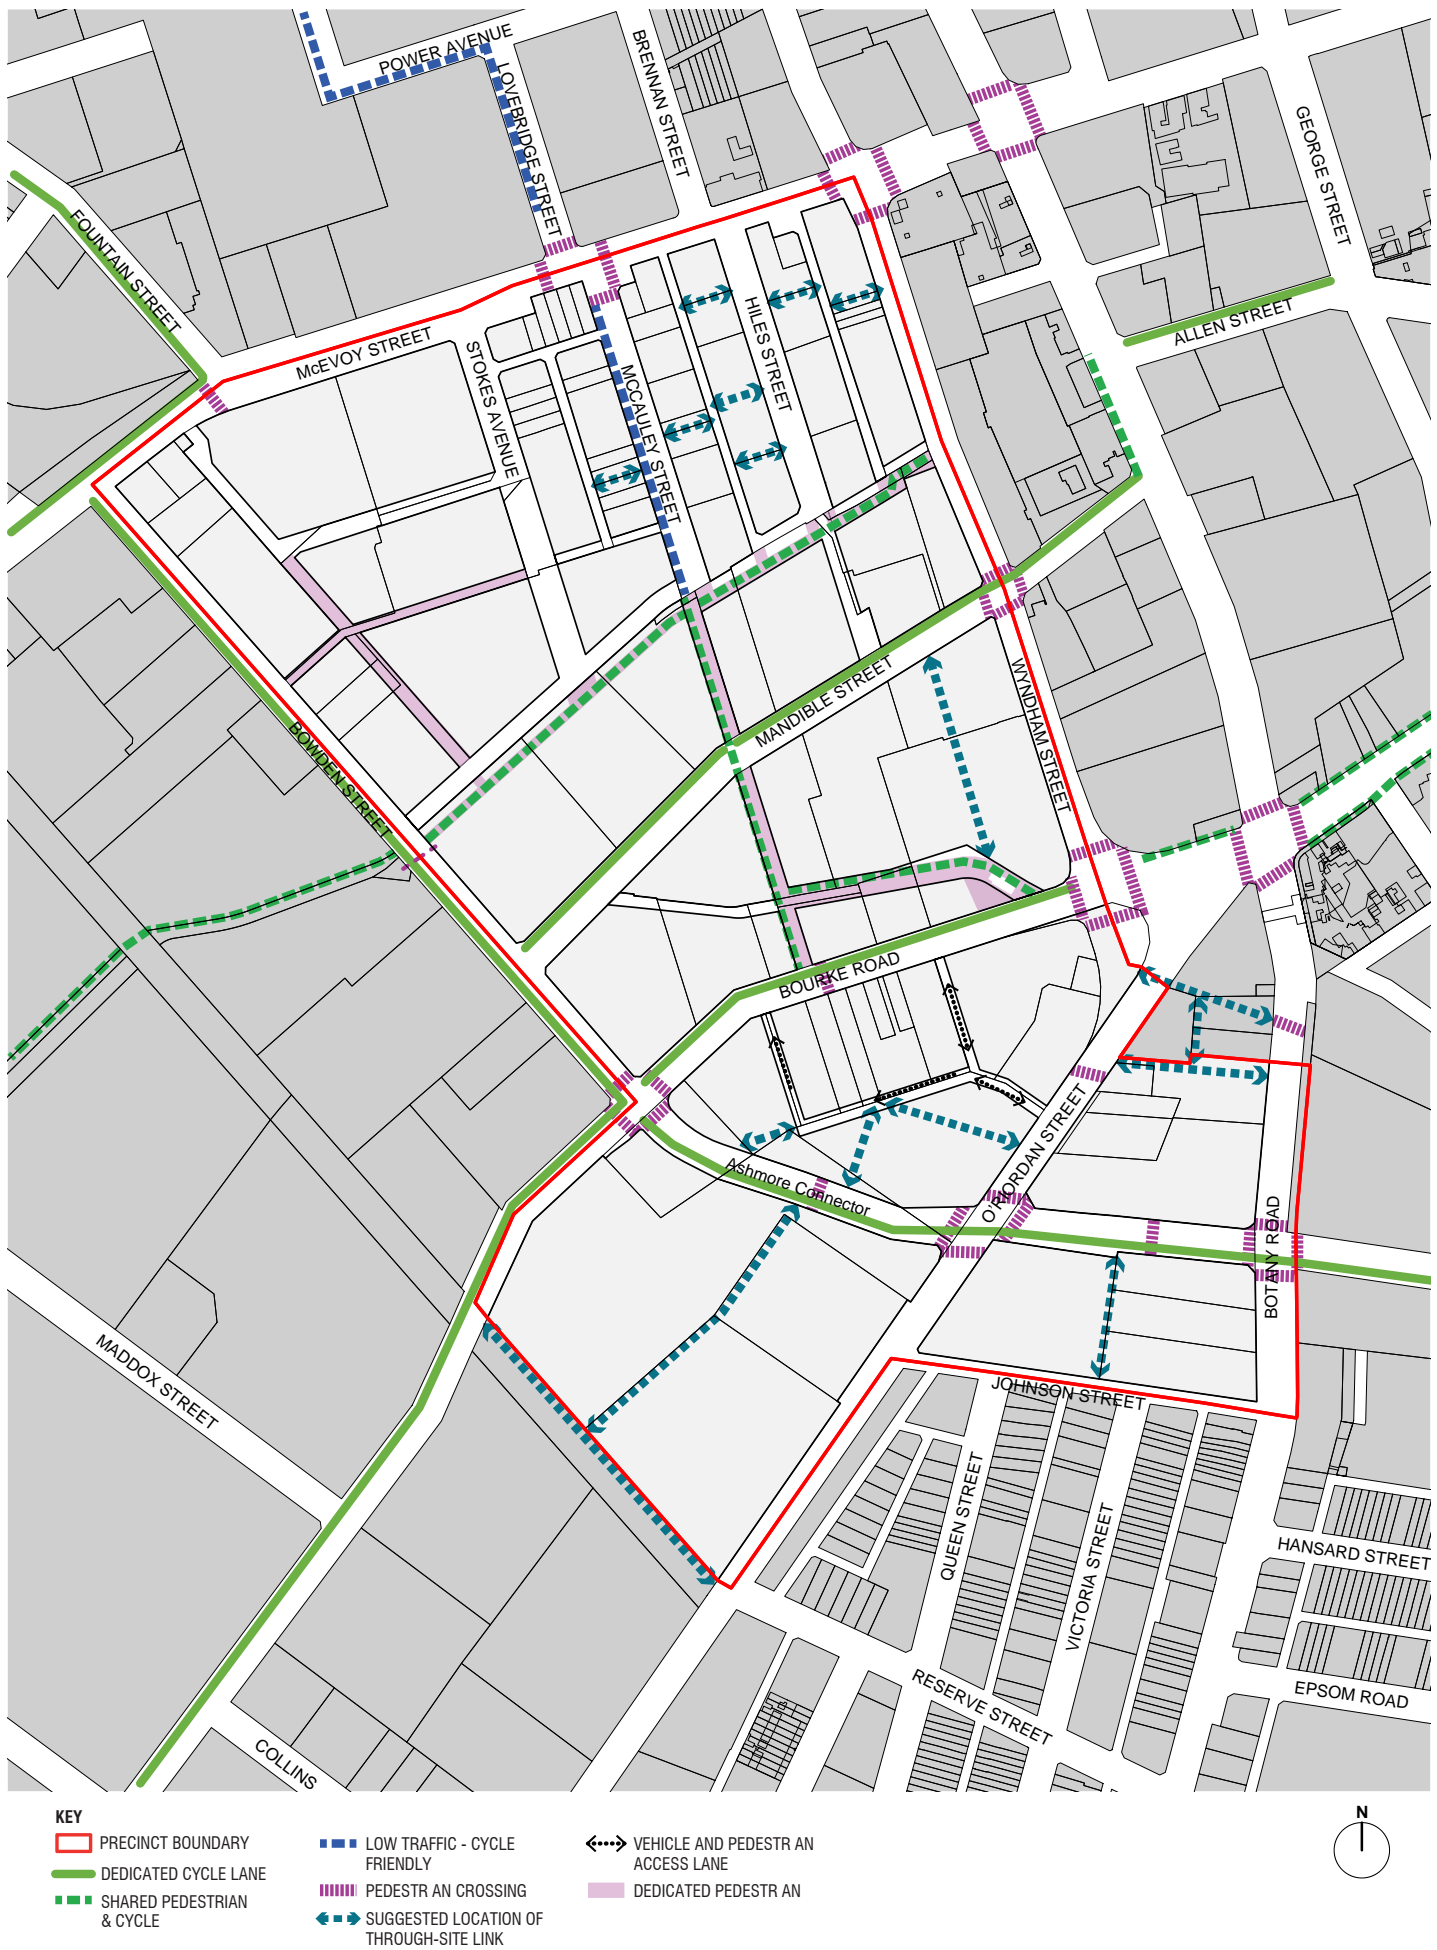 POWER AVENUE
LOVEBRIDGE STREET
BRENNAN STREET
GEORGE STREET
FOUNTAIN STREET
ALLEN STREET
McEVOY STREET
STOKES AVENUE
MCCAULEY STREET
HILES STREET
MANDIBLE STREET
WYNDHAM STREET
BOWDEN STREET
BOURKE ROAD
O'RIORDAN STREET
Ashmore Connector
BOTANY ROAD
MADDOX STREET
JOHNSON STREET
QUEEN STREET
VICTORIA STREET
HANSARD STREET
RESERVE STREET
EPSOM ROAD
COLLINS
KEY
PRECINCT BOUNDARY
DEDICATED CYCLE LANE
SHARED PEDESTRIAN
& CYCLE
LOW TRAFFIC - CYCLE
FRIENDLY
PEDESTR AN CROSSING
SUGGESTED LOCATION OF
THROUGH-SITE LINK
VEHICLE AND PEDESTR AN
ACCESS LANE
DEDICATED PEDESTR AN
N